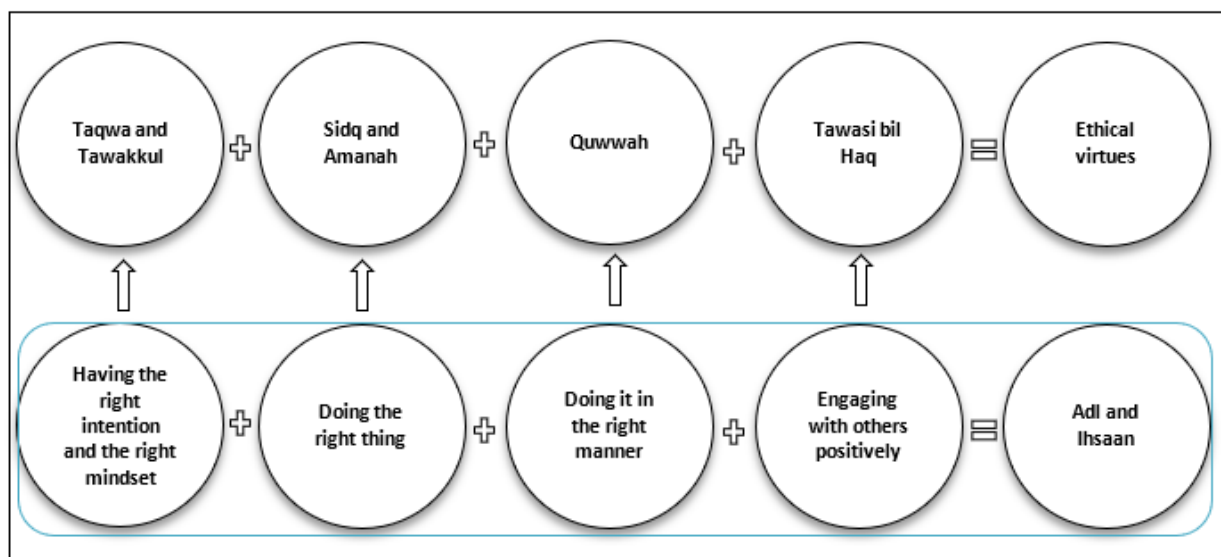 Taqwa and
Tawakkul
Sidq and
Amanah
Quwwah
Tawasi bil
Haq
Ethical
virtues
Having the
right
intention
and the right
mindset
Doing the
right thing
Doing it in
the right
manner
Engaging
with others
positively
Adl and
Ihsaan